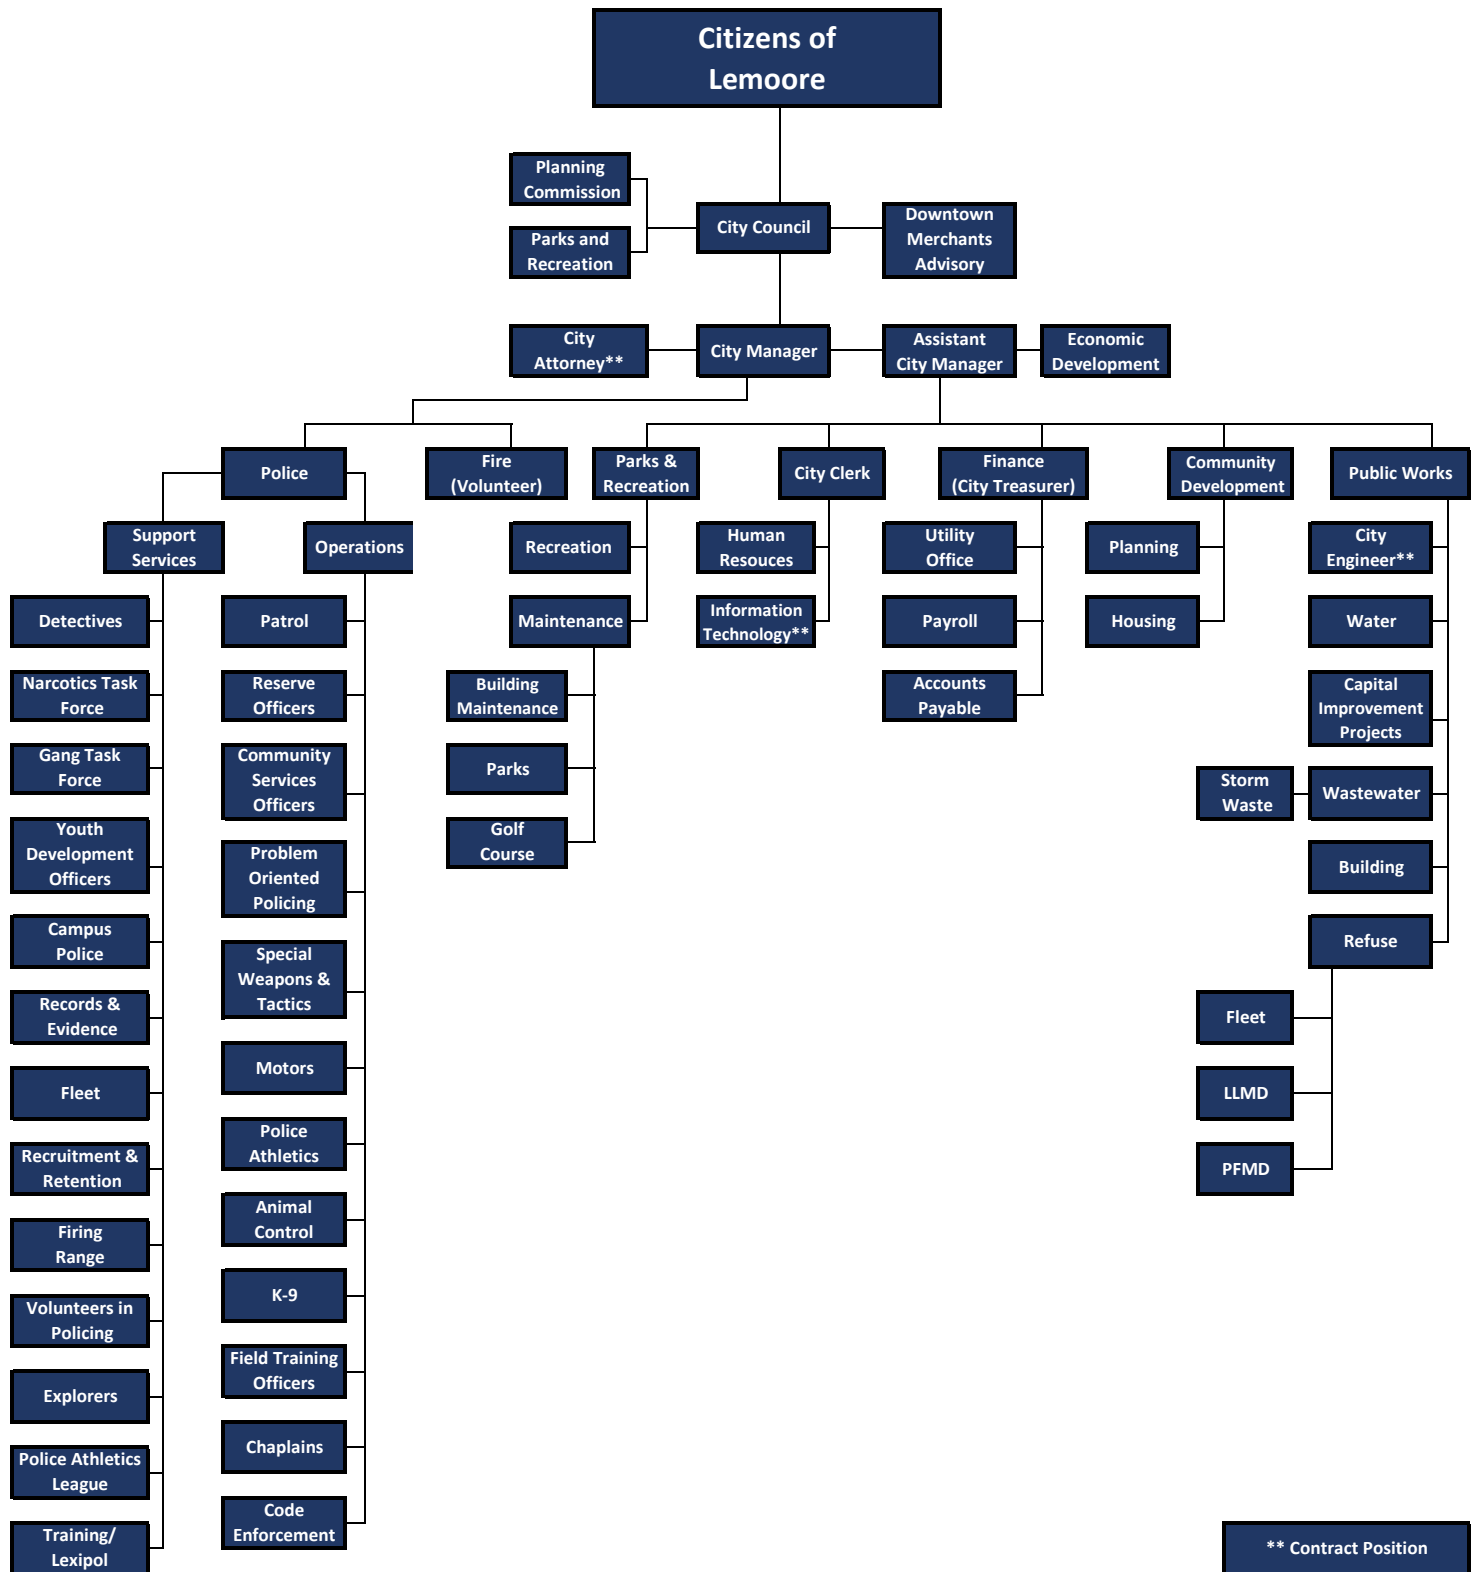 Citizens of
Lemoore
Planning
Commission
Parks and
Recreation
City Council
Downtown
Merchants
Advisory
City
Attorney**
City Manager
Assistant
City Manager
Economic
Development
Police
Fire
(Volunteer)
Parks &
Recreation
City Clerk
Finance
(City Treasurer)
Community
Development
Public Works
Support
Services
Operations
Recreation
Human
Resouces
Utility
Office
Planning
City
Engineer**
Detectives
Patrol
Maintenance
Information
Technology**
Payroll
Housing
Water
Narcotics Task
Force
Reserve
Officers
Building
Maintenance
Accounts
Payable
Capital
Improvement
Projects
Gang Task
Force
Community
Services
Officers
Parks
Storm
Waste
Wastewater
Youth
Development
Officers
Problem
Oriented
Policing
Golf
Course
Building
Campus
Police
Special
Weapons &
Tactics
Refuse
Records &
Evidence
Fleet
Fleet
Motors
LLMD
Recruitment &
Retention
Police
Athletics
PFMD
Firing
Range
Animal
Control
Volunteers in
Policing
K-9
Explorers
Field Training
Officers
Police Athletics
League
Chaplains
Training/
Lexipol
Code
Enforcement
** Contract Position